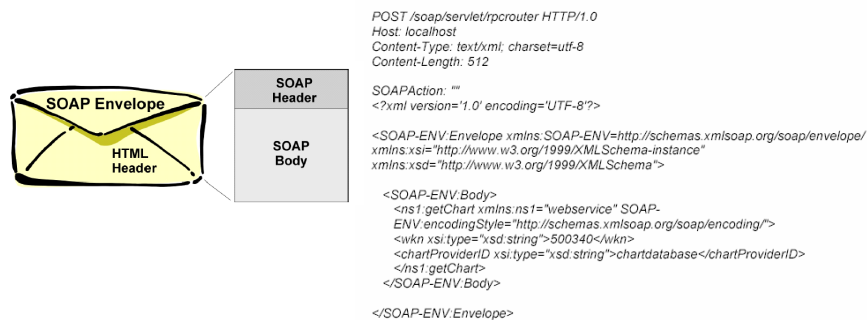 SOAP Envelope
HTML
Header
SOAP
Header
SOAP
Body
POST /soap/servlet/rpcrouter HTTP/1.0
Host: localhost
Content-Type: text/xml; charset=utf-8
Content-Length: 512
SOAPAction: ""
<?xml version='1.0' encoding='UTF-8'?>
<SOAP-ENV:Envelope xmlns:SOAP-ENV=http://schemas.xmlsoap.org/soap/envelope/
xmlns:xsi="http://www.w3.org/1999/XMLSchema-instance"
xmlns:xsd="http://www.w3.org/1999/XMLSchema">
<SOAP-ENV:Body>
<ns1:getChart xmlns:ns1="webservice" SOAP-
ENV:encodingStyle="http://schemas.xmlsoap.org/soap/encoding/">
<wkn xsi:type="xsd:string">500340</wkn>
<chartProviderID xsi:type="xsd:string">chartdatabase</chartProviderID>
</ns1:getChart>
</SOAP-ENV:Body>
</SOAP-ENV:Envelope>